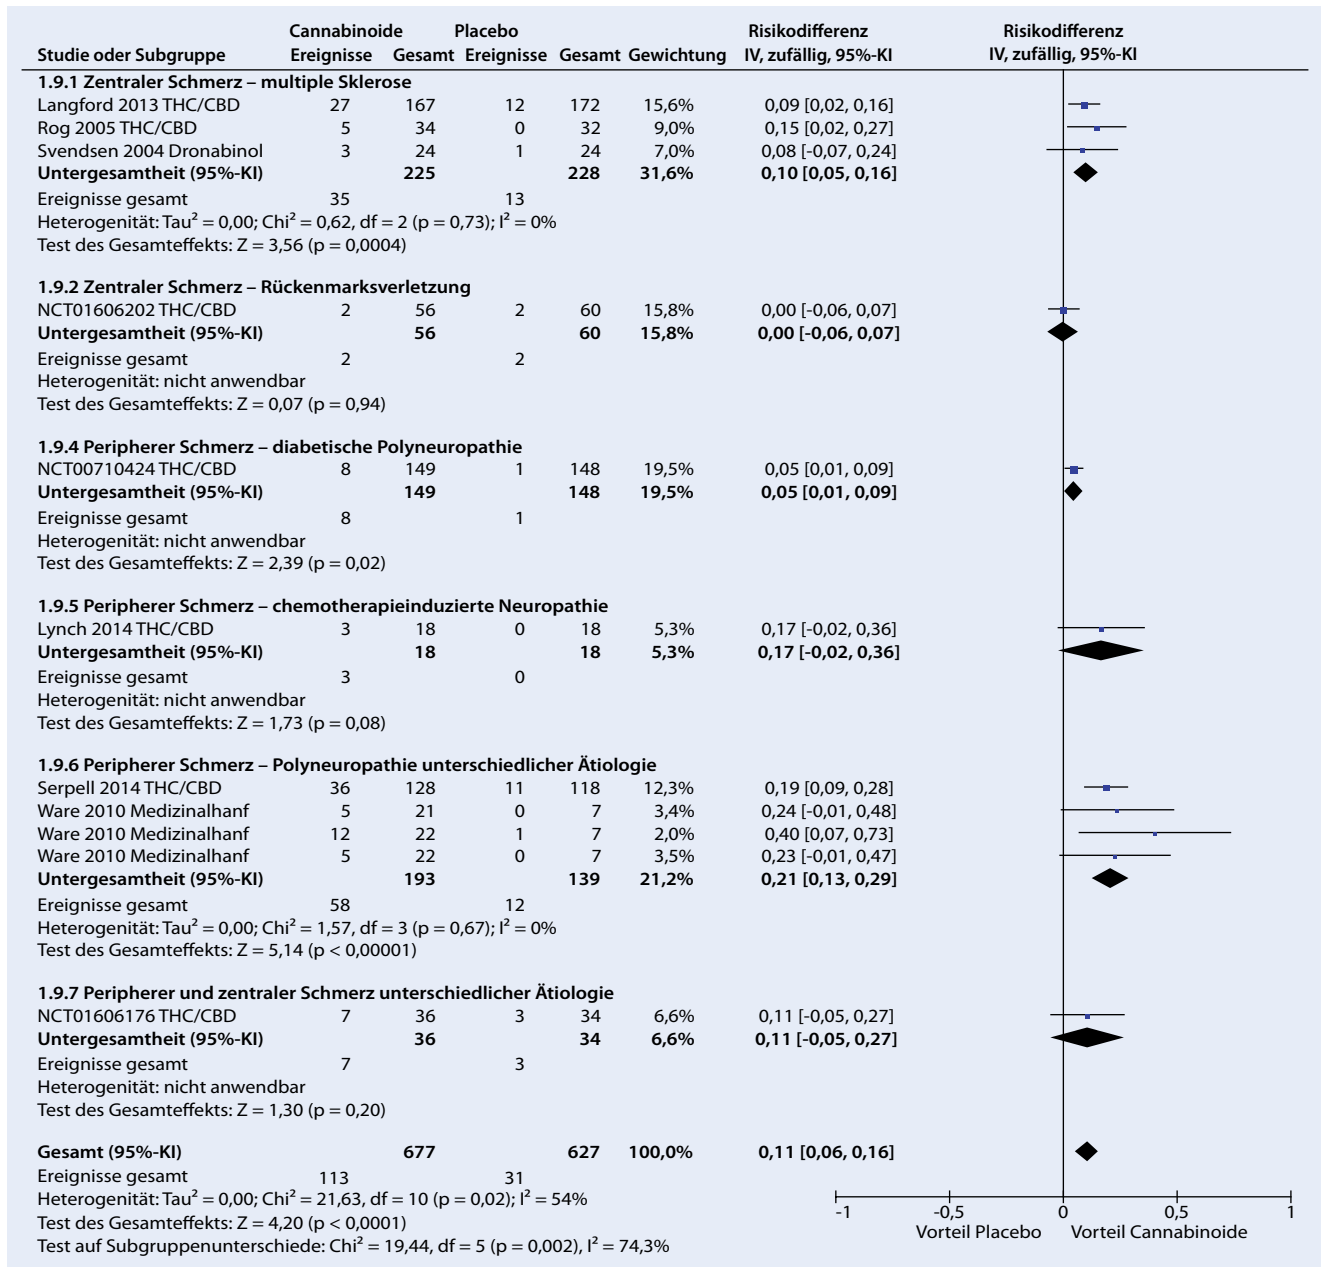 Cannabinoide Placebo Risikodifferenz Risikodifferenz
Studie oder Subgruppe Ereignisse Gesamt Ereignisse Gesamt Gewichtung IV, zufällig, 95%-KI IV, zufällig, 95%-KI
1.9.1 Zentraler Schmerz – multiple Sklerose
Langford 2013 THC/CBD 27 167 12 172 15,6% 0,09 [0,02, 0,16]
Rog 2005 THC/CBD 5 34 0 32 9,0% 0,15 [0,02, 0,27]
Svendsen 2004 Dronabinol 3 24 1 24 7,0% 0,08 [-0,07, 0,24]
Untergesamtheit (95%-KI) 225 228 31,6% 0,10 [0,05, 0,16]
Ereignisse gesamt 35 13
Heterogenität: Tau² = 0,00; Chi² = 0,62, df = 2 (p = 0,73); I² = 0%
Test des Gesamteffekts: Z = 3,56 (p = 0,0004)
1.9.2 Zentraler Schmerz – Rückenmarksverletzung
NCT01606202 THC/CBD 2 56 2 60 15,8% 0,00 [-0,06, 0,07]
Untergesamtheit (95%-KI) 56 60 15,8% 0,00 [-0,06, 0,07]
Ereignisse gesamt 2 2
Heterogenität: nicht anwendbar
Test des Gesamteffekts: Z = 0,07 (p = 0,94)
1.9.4 Peripherer Schmerz – diabetische Polyneuropathie
NCT00710424 THC/CBD 8 149 1 148 19,5% 0,05 [0,01, 0,09]
Untergesamtheit (95%-KI) 149 148 19,5% 0,05 [0,01, 0,09]
Ereignisse gesamt 8 1
Heterogenität: nicht anwendbar
Test des Gesamteffekts: Z = 2,39 (p = 0,02)
1.9.5 Peripherer Schmerz – chemotherapieinduzierte Neuropathie
Lynch 2014 THC/CBD 3 18 0 18 5,3% 0,17 [-0,02, 0,36]
Untergesamtheit (95%-KI) 18 18 5,3% 0,17 [-0,02, 0,36]
Ereignisse gesamt 3 0
Heterogenität: nicht anwendbar
Test des Gesamteffekts: Z = 1,73 (p = 0,08)
1.9.6 Peripherer Schmerz – Polyneuropathie unterschiedlicher Ätiologie
Serpell 2014 THC/CBD 36 128 11 118 12,3% 0,19 [0,09, 0,28]
Ware 2010 Medizinalhanf 5 21 0 7 3,4% 0,24 [-0,01, 0,48]
Ware 2010 Medizinalhanf 12 22 1 7 2,0% 0,40 [0,07, 0,73]
Ware 2010 Medizinalhanf 5 22 0 7 3,5% 0,23 [-0,01, 0,47]
Untergesamtheit (95%-KI) 193 139 21,2% 0,21 [0,13, 0,29]
Ereignisse gesamt 58 12
Heterogenität: Tau² = 0,00; Chi² = 1,57, df = 3 (p = 0,67); I² = 0%
Test des Gesamteffekts: Z = 5,14 (p < 0,00001)
1.9.7 Peripherer und zentraler Schmerz unterschiedlicher Ätiologie
NCT01606176 THC/CBD 7 36 3 34 6,6% 0,11 [-0,05, 0,27]
Untergesamtheit (95%-KI) 36 34 6,6% 0,11 [-0,05, 0,27]
Ereignisse gesamt 7 3
Heterogenität: nicht anwendbar
Test des Gesamteffekts: Z = 1,30 (p = 0,20)
Gesamt (95%-KI) 677 627 100,0% 0,11 [0,06, 0,16]
Ereignisse gesamt 113 31
Heterogenität: Tau² = 0,00; Chi² = 21,63, df = 10 (p = 0,02); I² = 54%
Test des Gesamteffekts: Z = 4,20 (p < 0,0001)
Test auf Subgruppenunterschiede: Chi² = 19,44, df = 5 (p = 0,002), I² = 74,3%
-1 -0,5 0 0,5 1
Vorteil Placebo Vorteil Cannabinoide